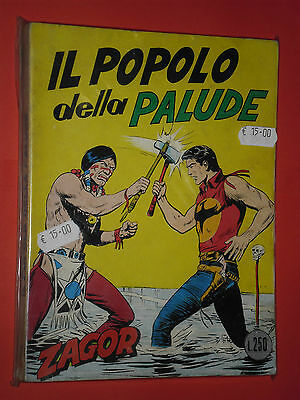 IL POPOLO
della PALUDE
€ 15-00
€ 15-00
ZAGOR
L.250